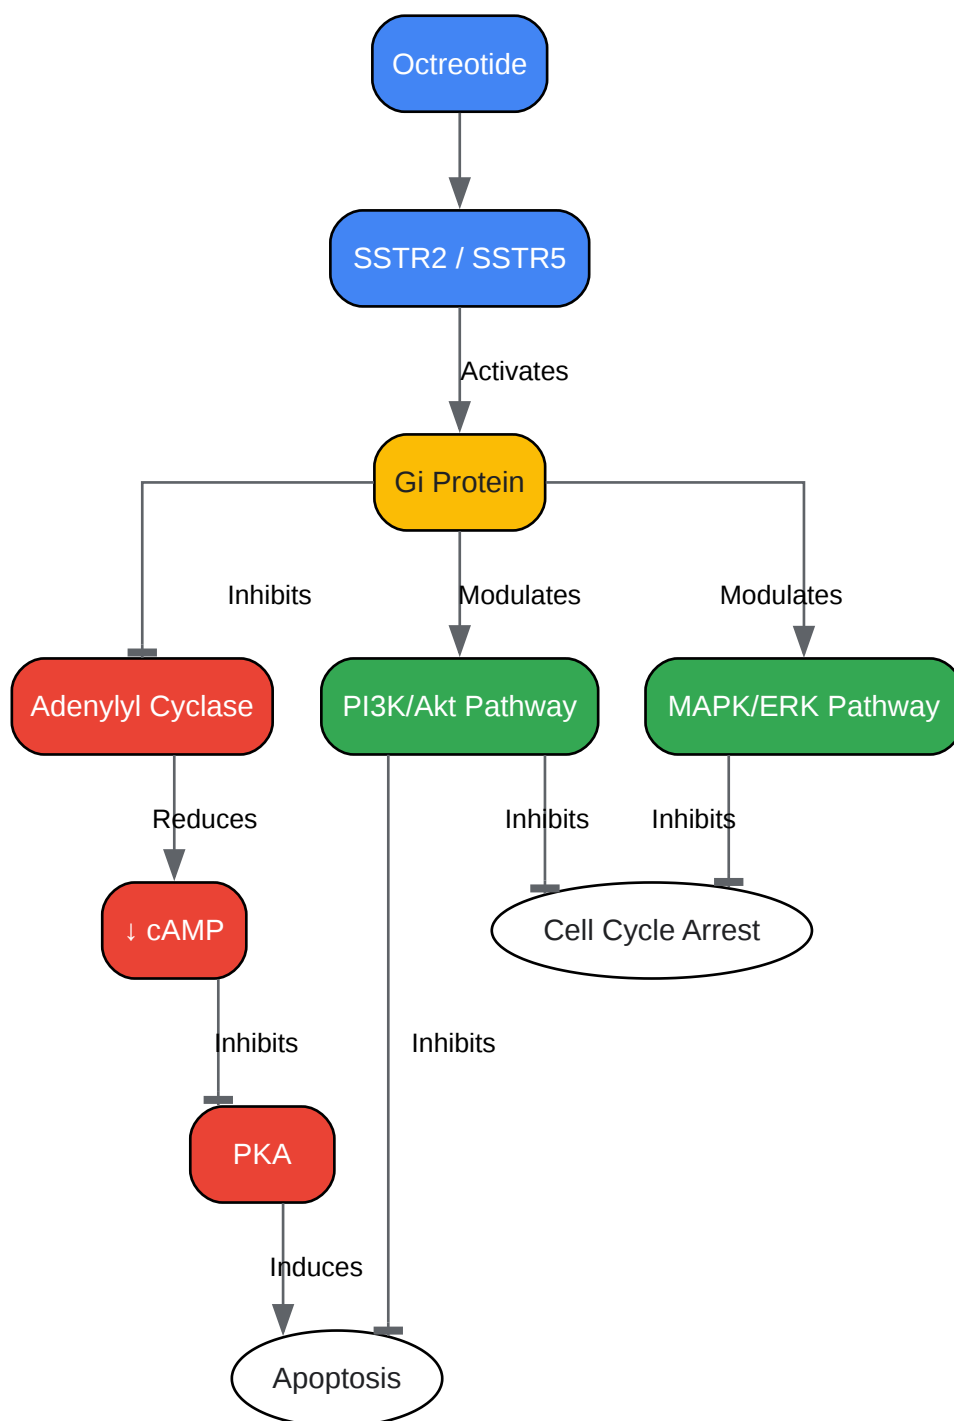 Octreotide
SSTR2 / SSTR5
Activates
Gi Protein
Inhibits
Modulates
Modulates
Adenylyl Cyclase
PI3K/Akt Pathway
MAPK/ERK Pathway
Reduces
Inhibits
Inhibits
↓ cAMP
Cell Cycle Arrest
Inhibits
Inhibits
PKA
Induces
Apoptosis